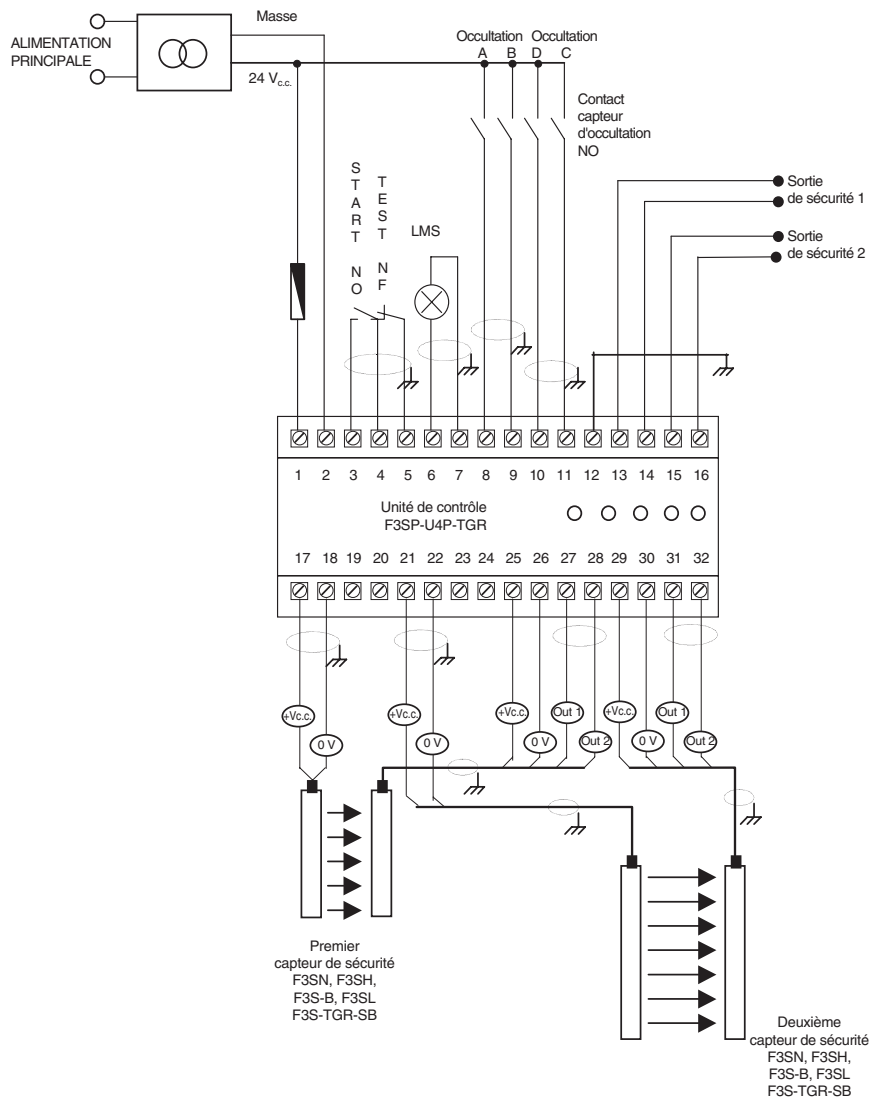 Masse
ALIMENTATION
PRINCIPALE
24 Vc.c.
Occultation Occultation
A B D C
Contact
capteur
d'occultation
NO
START NO
TEST NF
LMS
Sortie
de sécurité 1
Sortie
de sécurité 2
1 2 3 4 5 6 7 8 9 10 11 12 13 14 15 16
Unité de contrôle
F3SP-U4P-TGR
17 18 19 20 21 22 23 24 25 26 27 28 29 30 31 32
+Vc.c. +Vc.c. +Vc.c. Out 1 +Vc.c. Out 1
0 V 0 V 0 V Out 2 0 V Out 2
Premier
capteur de sécurité
F3SN, F3SH,
F3S-B, F3SL
F3S-TGR-SB
Deuxième
capteur de sécurité
F3SN, F3SH,
F3S-B, F3SL
F3S-TGR-SB